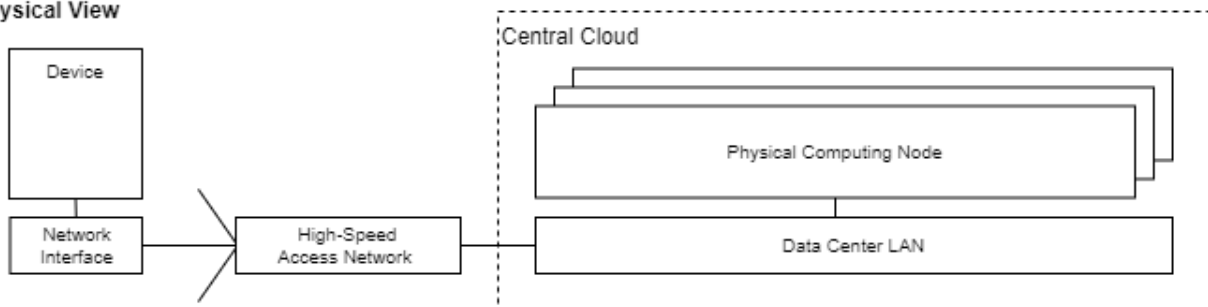 ysical View
Central Cloud
Device
Physical Computing Node
Network
Interface
High-Speed
Access Network
Data Center LAN